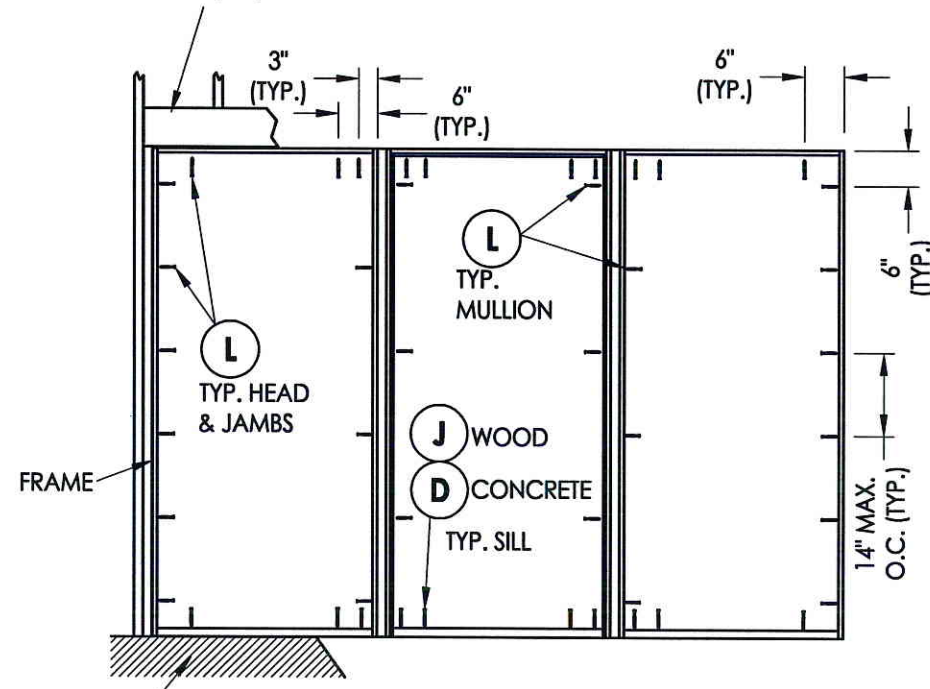 3"
(TYP.)
6"
(TYP.)
6"
(TYP.)
6"
(TYP.)
L
TYP.
MULLION
L
TYP. HEAD
& JAMBS
J WOOD
D CONCRETE
TYP. SILL
FRAME
14" MAX.
O.C. (TYP.)